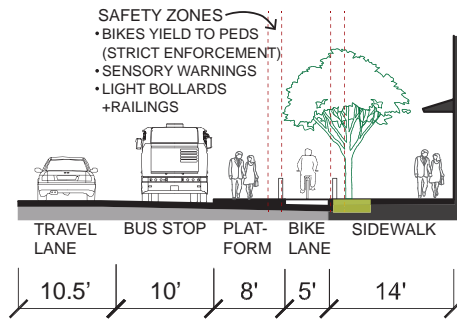 SAFETY ZONES
•BIKES YIELD TO PEDS
(STRICT ENFORCEMENT)
•SENSORY WARNINGS
•LIGHT BOLLARDS
+RAILINGS
TRAVEL LANE
BUS STOP
PLAT-
FORM
BIKE
LANE
SIDEWALK
10.5’
10’
8'
5'
14’